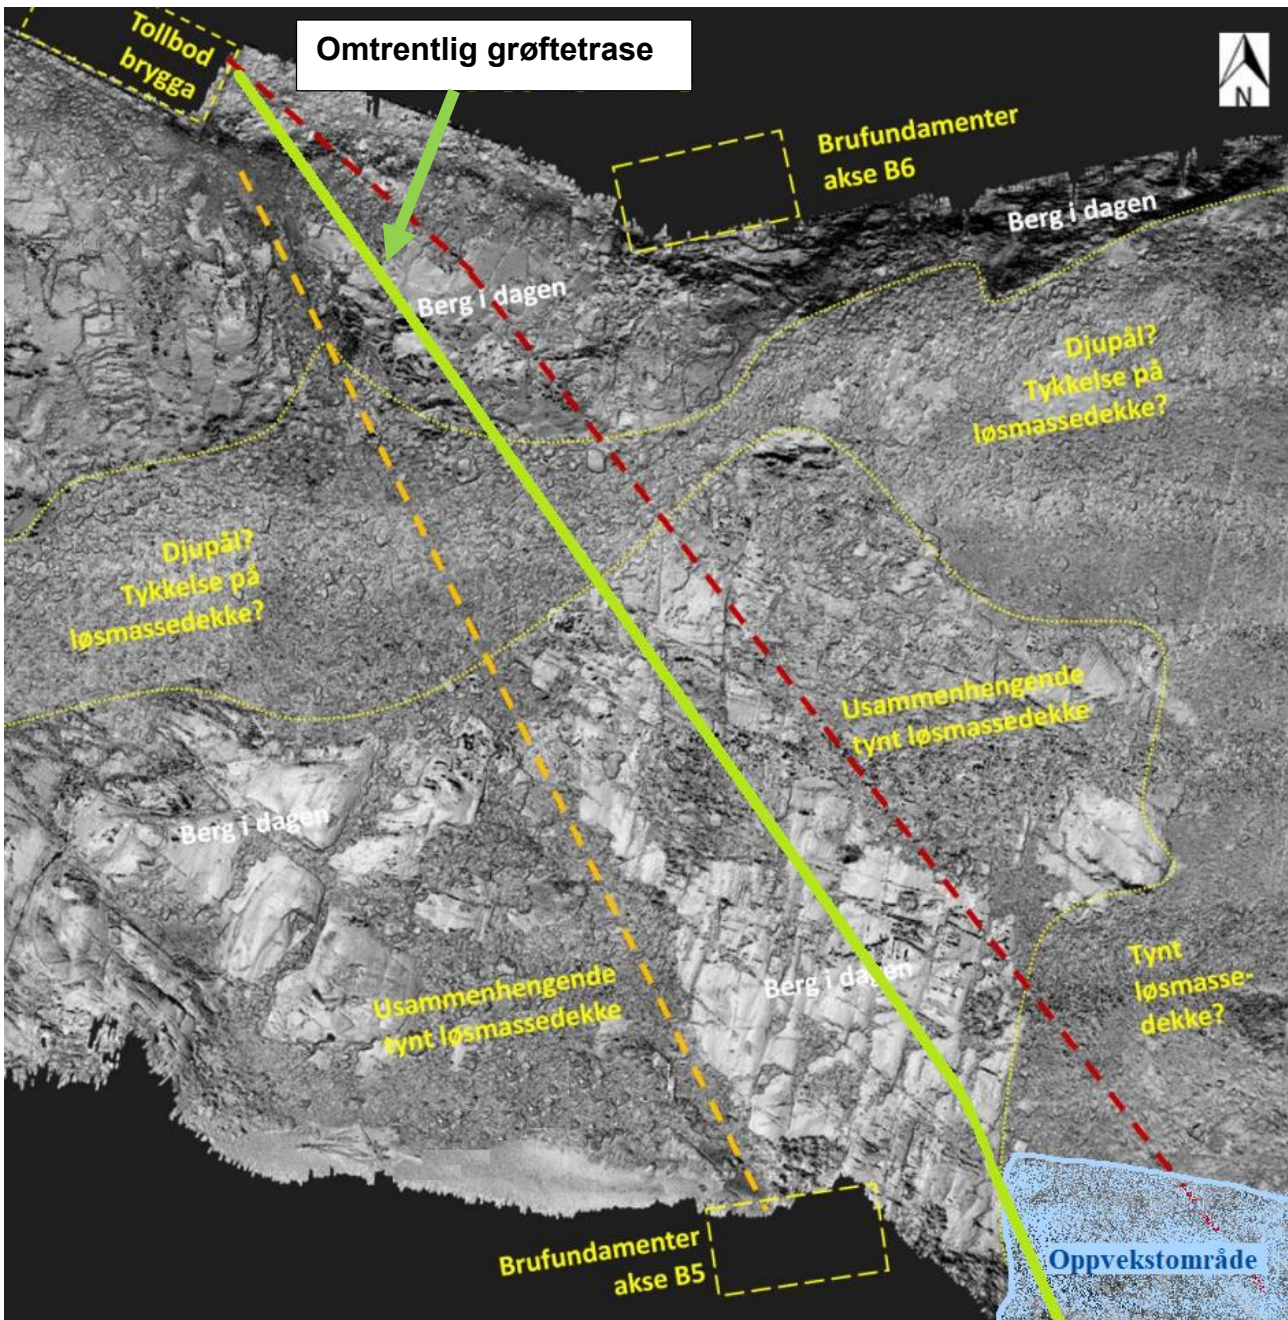 Tollbod
brygga
Omtrentlig grøftetrase
N
Brufundamenter
akse B6
Berg i dagen
Berg i dagen
Djupål?
Tykkelse på
løsmassedekke?
Djupål?
Tykkelse på
løsmassedekke?
Usammenhengende
tynt løsmassedekke
Berg i dagen
Usammenhengende
tynt løsmassedekke
Berg i dagen
Tynt
løsmasse-
dekke?
Brufundamenter
akse B5
Oppvekstområde